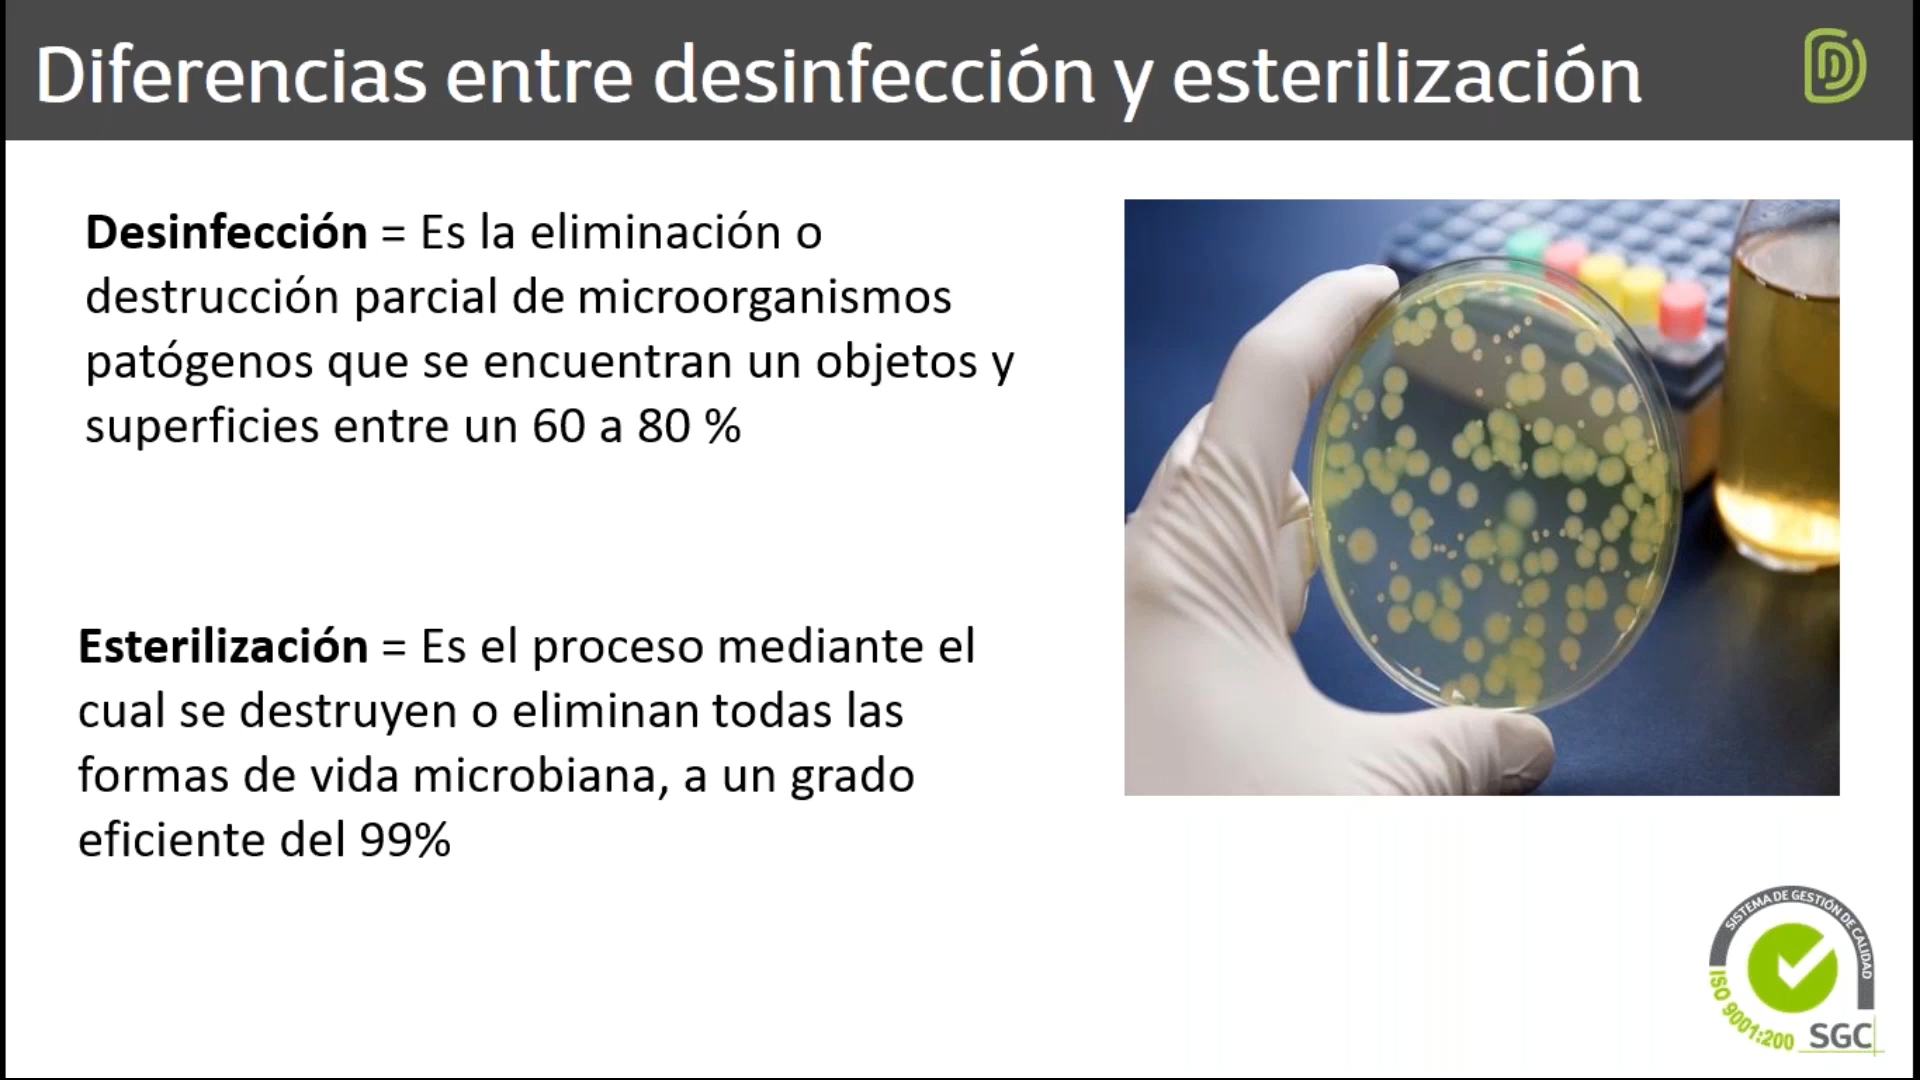 Diferencias entre desinfección y esterilización
Desinfección = Es la eliminación o
destrucción parcial de microorganismos
patógenos que se encuentran un objetos y
superficies entre un 60 a 80 %
Esterilización = Es el proceso mediante el
cual se destruyen o eliminan todas las
formas de vida microbiana, a un grado
eficiente del 99%
SISTEMA DE GESTIÓN DE CALIDAD
ISO 9001:200
SGC